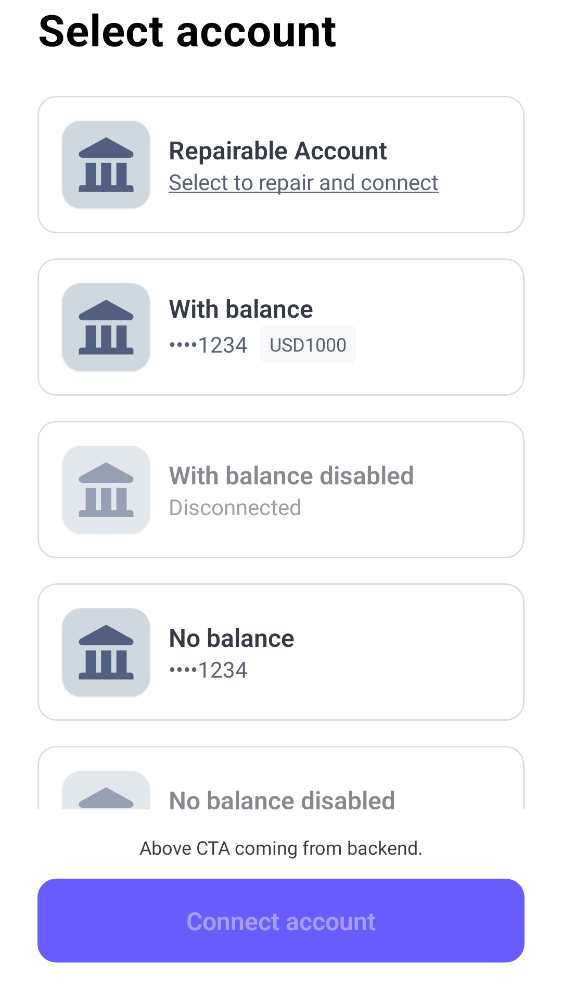 Select account
Repairable Account
Select to repair and connect
With balance
••••1234 USD1000
With balance disabled
Disconnected
No balance
••••1234
No balance disabled
Above CTA coming from backend.
Connect account